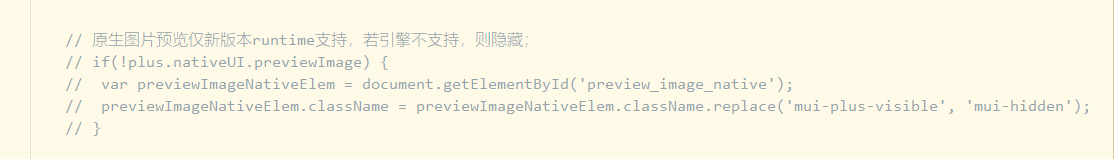 // 原生图片预览仅新版本runtime支持，若引擎不支持，则隐藏；
// if(!plus.nativeUI.previewImage) {
//  var previewImageNativeElem = document.getElementById('preview_image_native');
//  previewImageNativeElem.className = previewImageNativeElem.className.replace('mui-plus-visible', 'mui-hidden');
// }